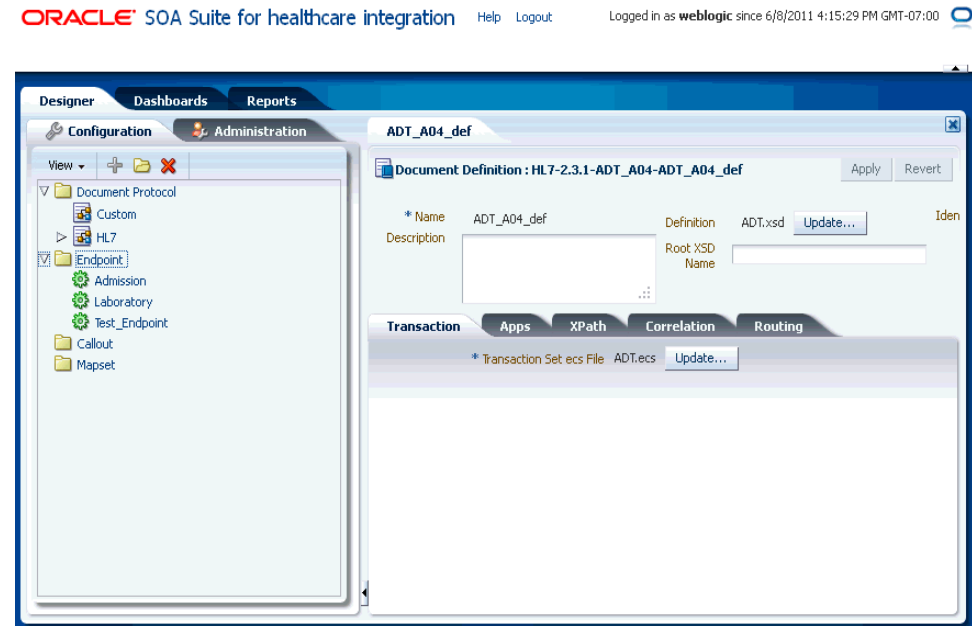 ORACLE® SOA Suite for healthcare integration Help Logout Logged in as weblogic since 6/8/2011 4:15:29 PM GMT-07:00
Designer Dashboards Reports
Configuration Administration
View
Document Protocol
Custom
HL7
Endpoint
Admission
Laboratory
Test_Endpoint
Callout
Mapset
ADT_A04_def
Document Definition : HL7-2.3.1-ADT_A04-ADT_A04_def Apply Revert
* Name ADT_A04_def
Description
Definition ADT.xsd Update...
Iden
Root XSD
Name
Transaction Apps XPath Correlation Routing
* Transaction Set ecs File ADT.ecs Update...